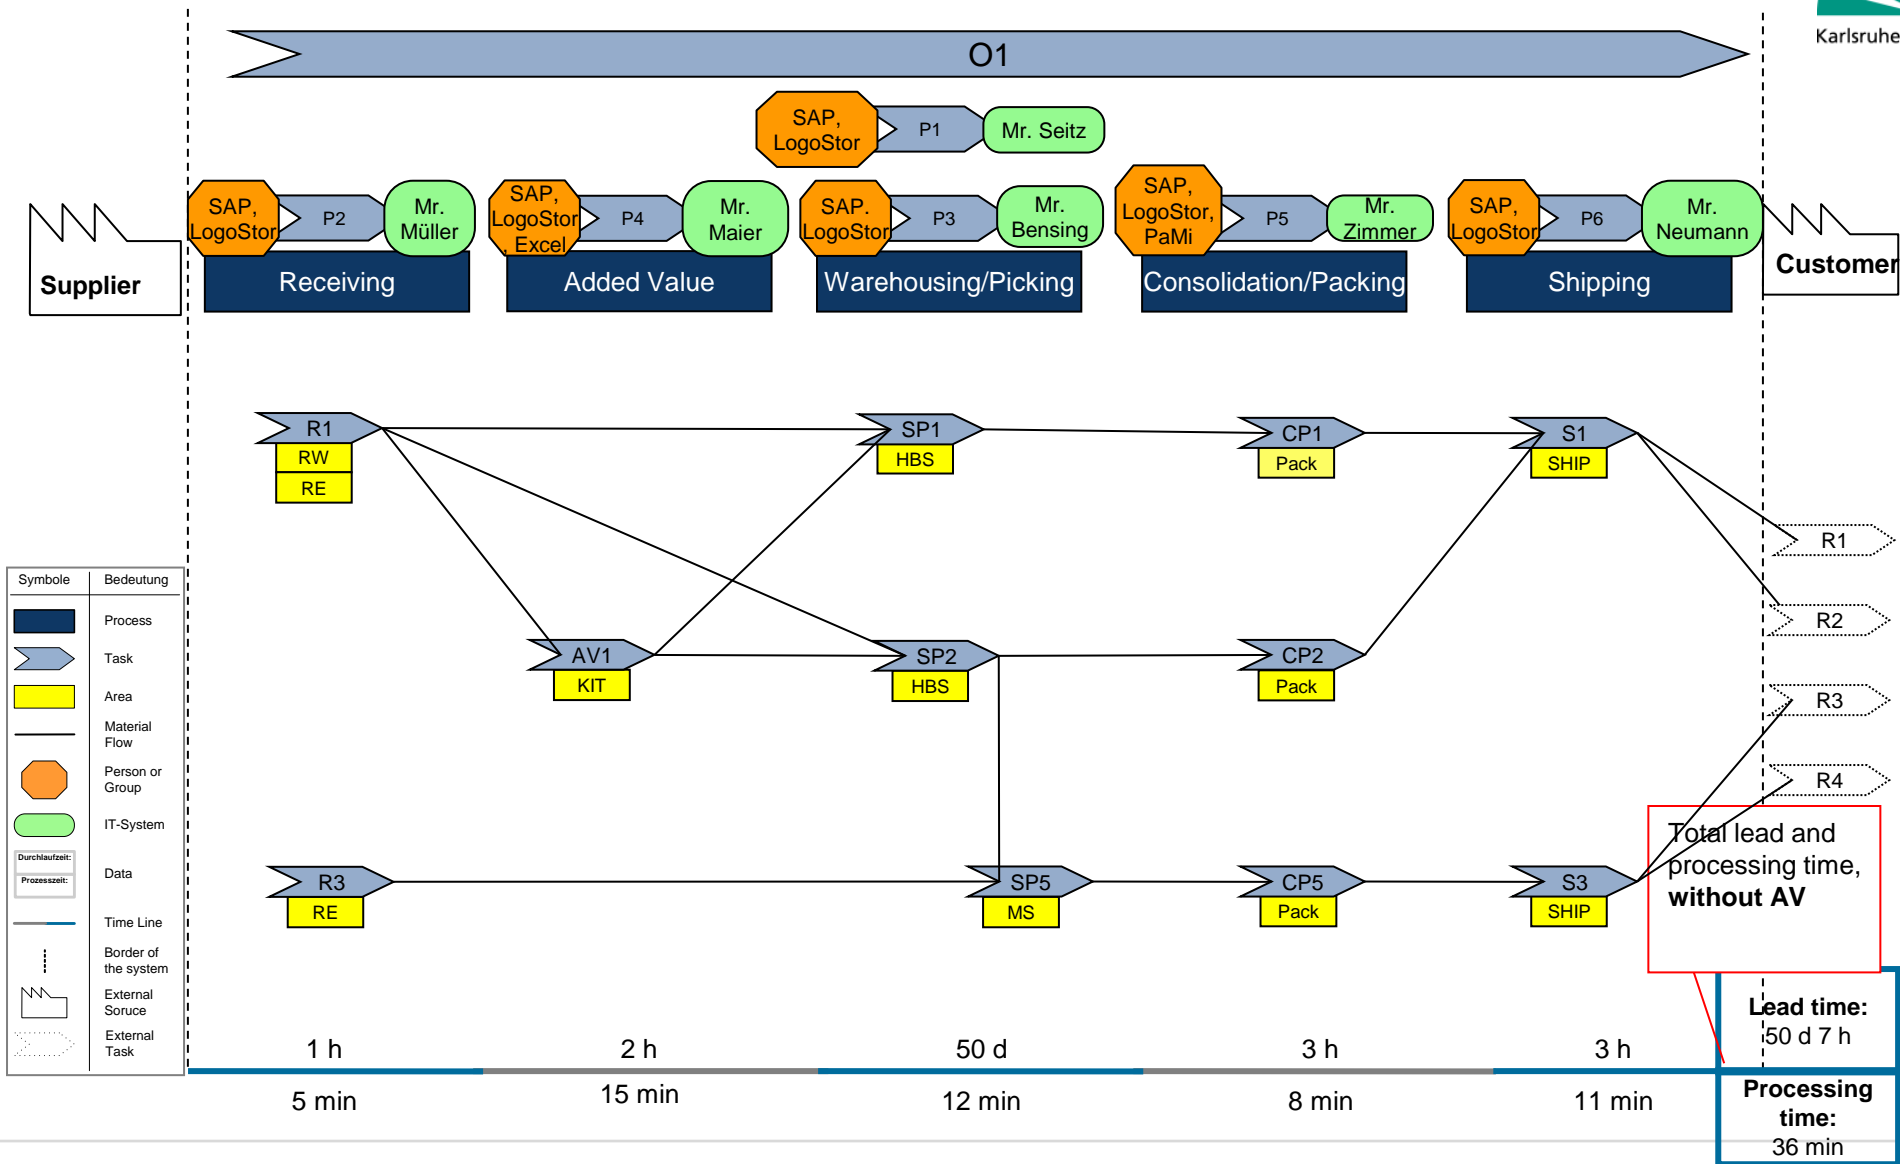 Karlsruhe
O1
SAP,
LogoStor
P1
Mr. Seitz
SAP,
LogoStor
P2
Mr.
Müller
SAP,
LogoStor
, Excel
P4
Mr.
Maier
SAP.
LogoStor
P3
Mr.
Bensing
SAP,
LogoStor,
PaMi
P5
Mr.
Zimmer
SAP,
LogoStor
P6
Mr.
Neumann
Supplier
Receiving
Added Value
Warehousing/Picking
Consolidation/Packing
Shipping
Customer
R1
RW
RE
SP1
HBS
CP1
Pack
S1
SHIP
R1
R2
AV1
KIT
SP2
HBS
CP2
Pack
R3
R4
R3
RE
SP5
MS
CP5
Pack
S3
SHIP
Symbole
Bedeutung
Process
Task
Area
Material
Flow
Person or
Group
IT-System
Durchlaufzeit:
Prozesszeit:
Data
Time Line
Border of
the system
External
Soruce
External
Task
Total lead and
processing time,
without AV
1 h
2 h
50 d
3 h
3 h
Lead time:
50 d 7 h
5 min
15 min
12 min
8 min
11 min
Processing
time:
36 min